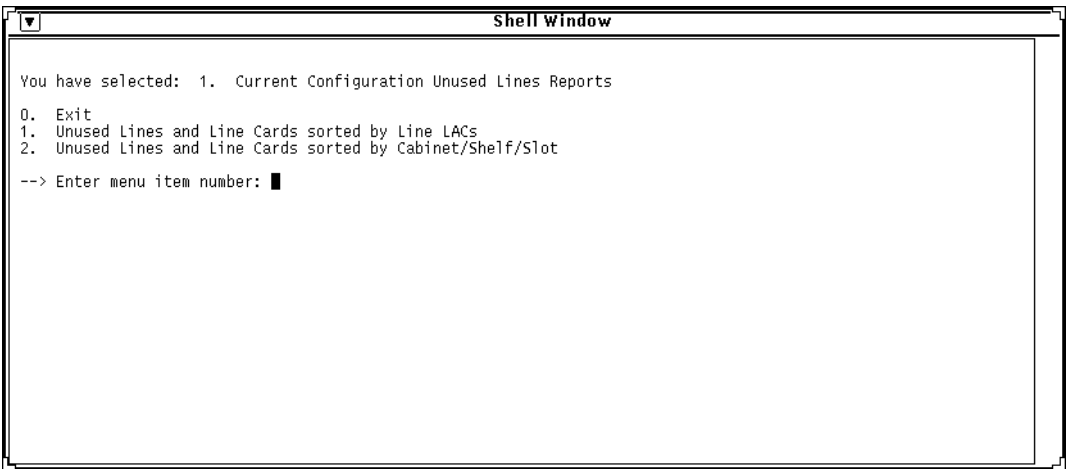 Shell Window
You have selected:  1.  Current Configuration Unused Lines Reports
0.  Exit
1.  Unused Lines and Line Cards sorted by Line LACs
2.  Unused Lines and Line Cards sorted by Cabinet/Shelf/Slot
--> Enter menu item number: